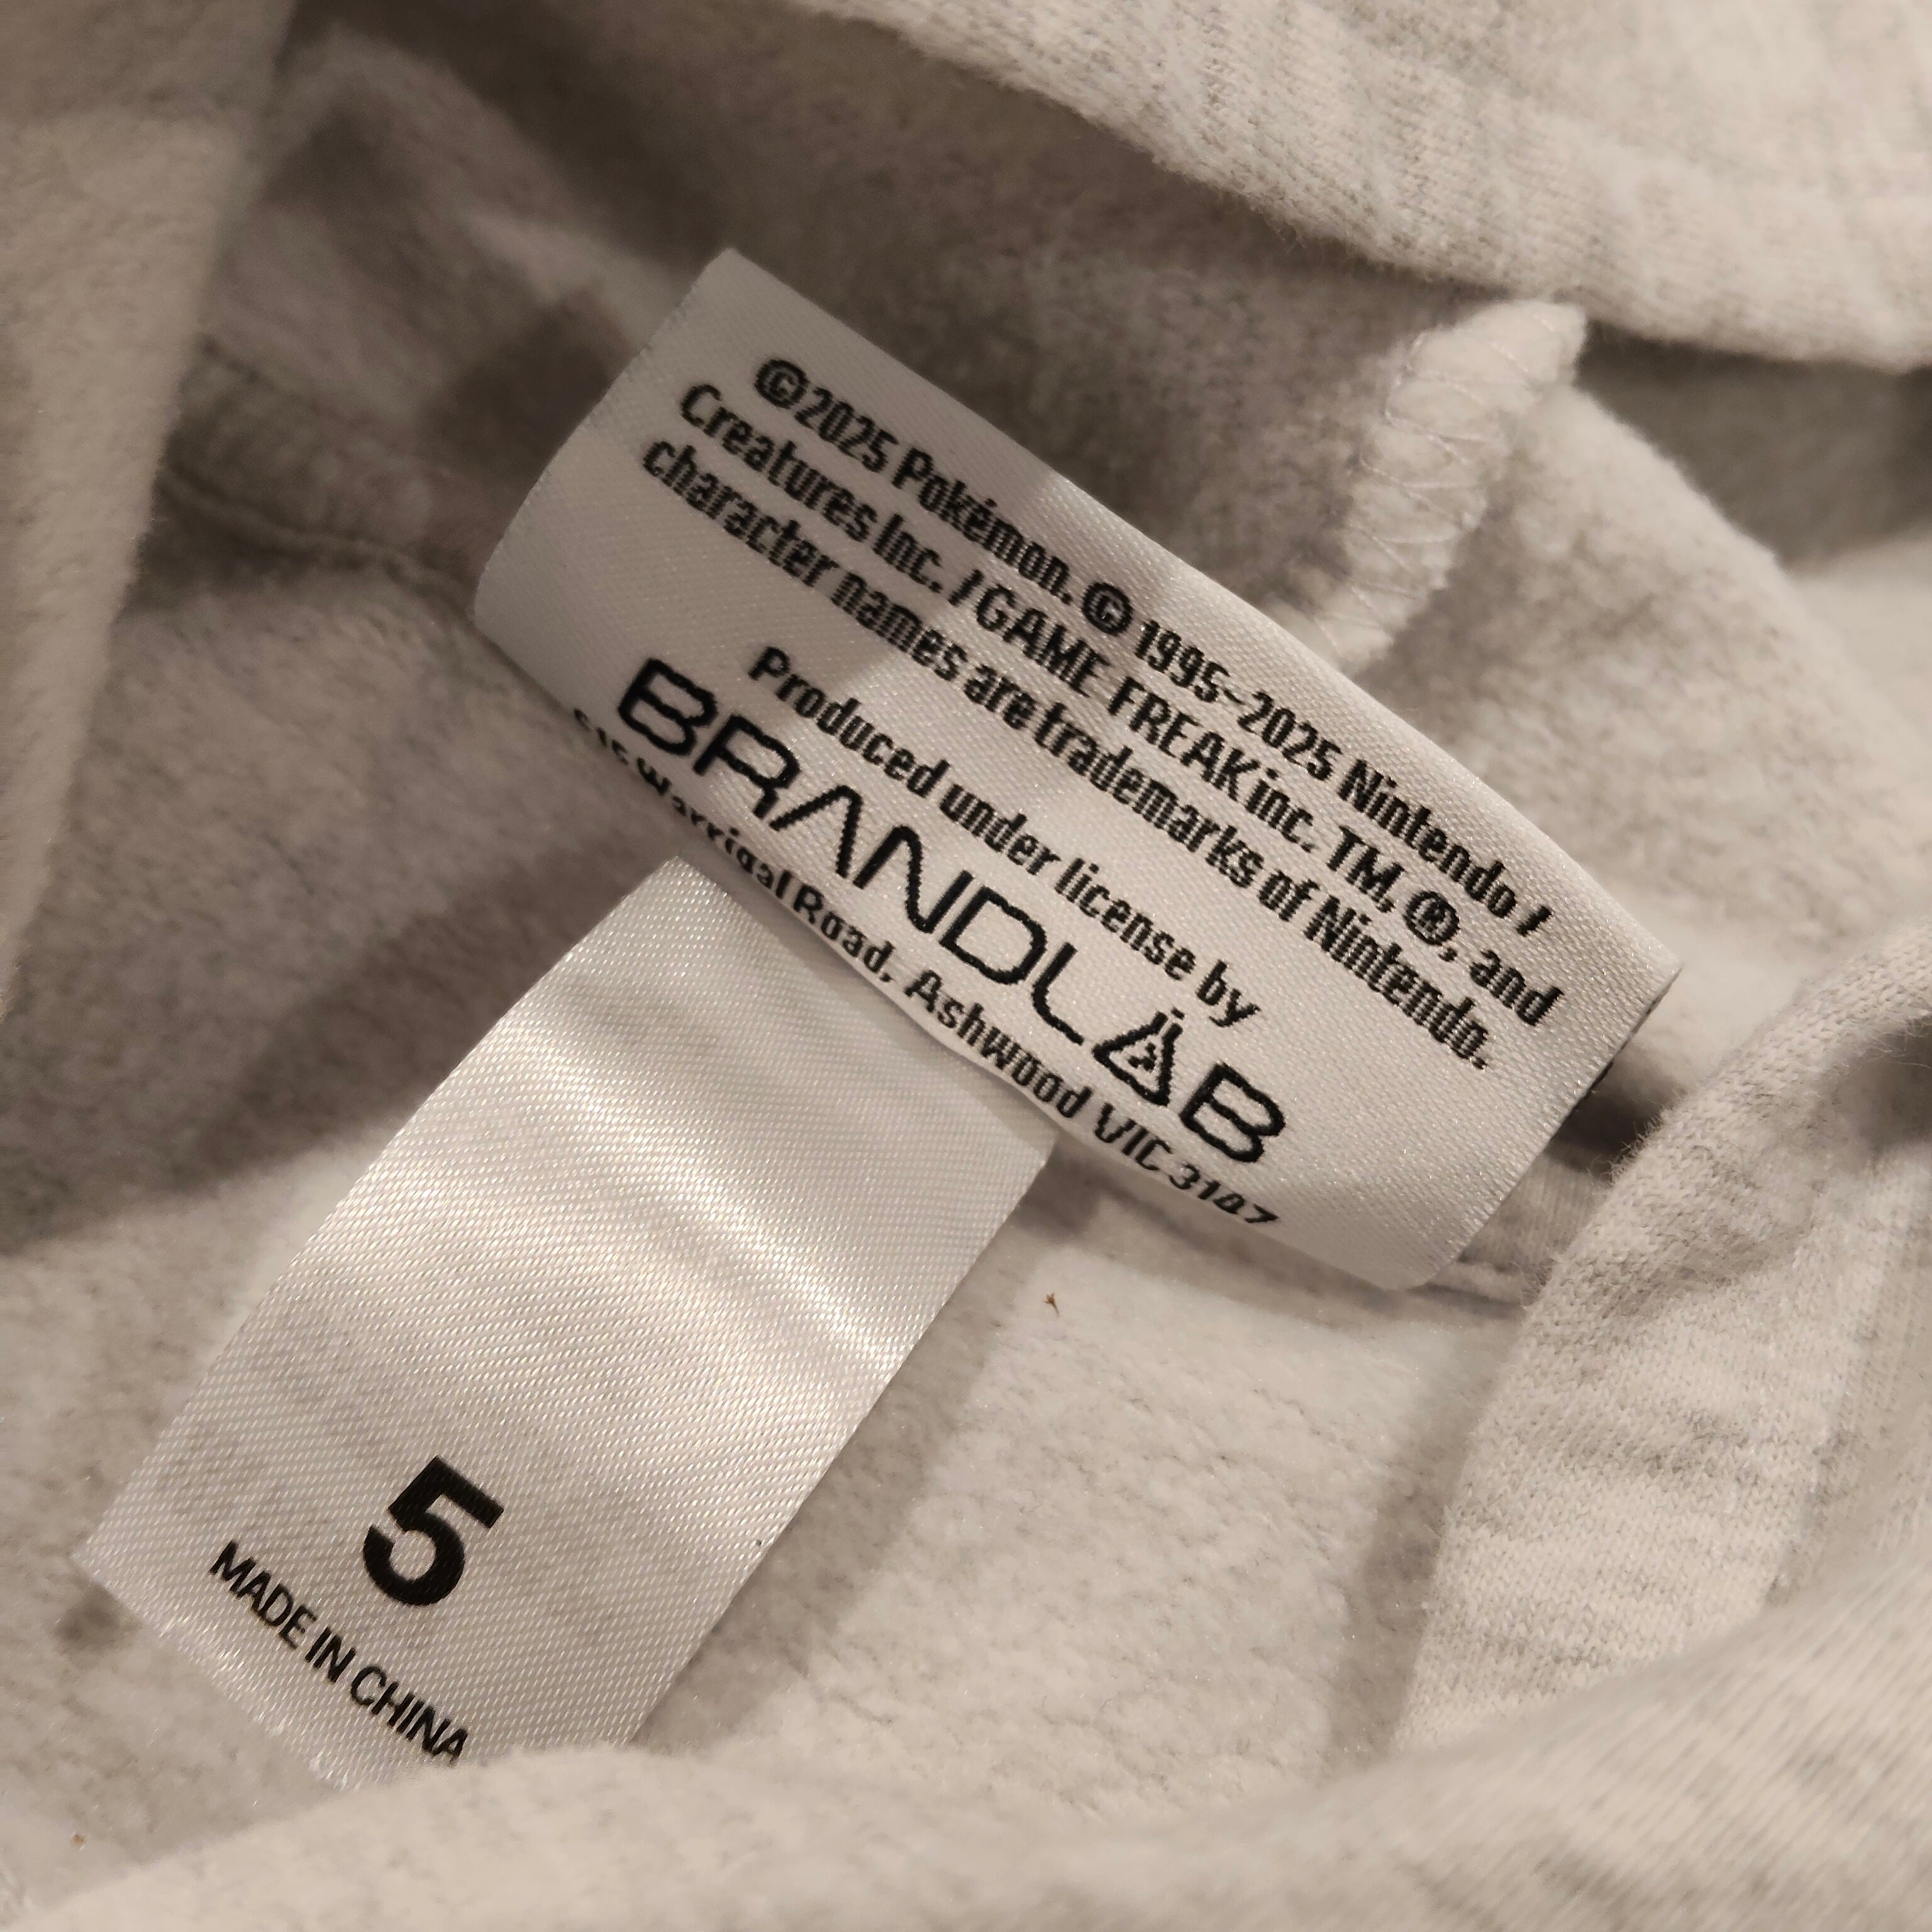 ©2025 Pokémon. © 1995–2025 Nintendo /
Creatures Inc. / GAME FREAK inc. TM, ®, and
character names are trademarks of Nintendo.
Produced under license by
BRANDLAB
Warrigal Road, Ashwood VIC 3147
5
MADE IN CHINA